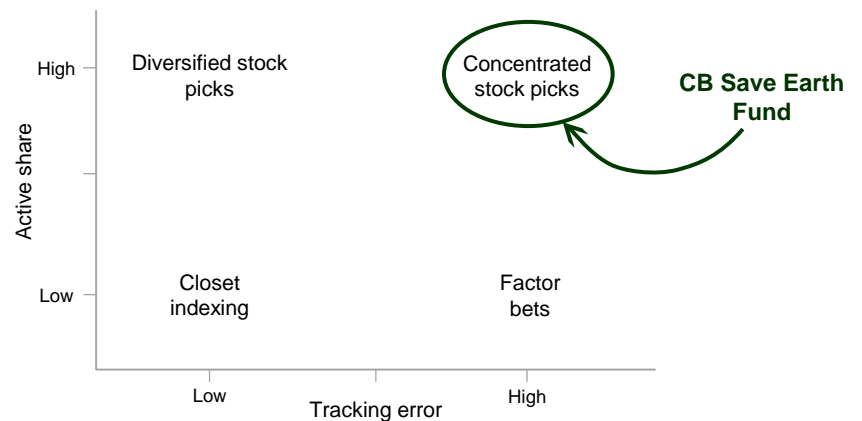 High
Diversified stock
picks
Concentrated
stock picks
CB Save Earth
Fund
Active share
Closet
indexing
Factor
bets
Low
Low
High
Tracking error